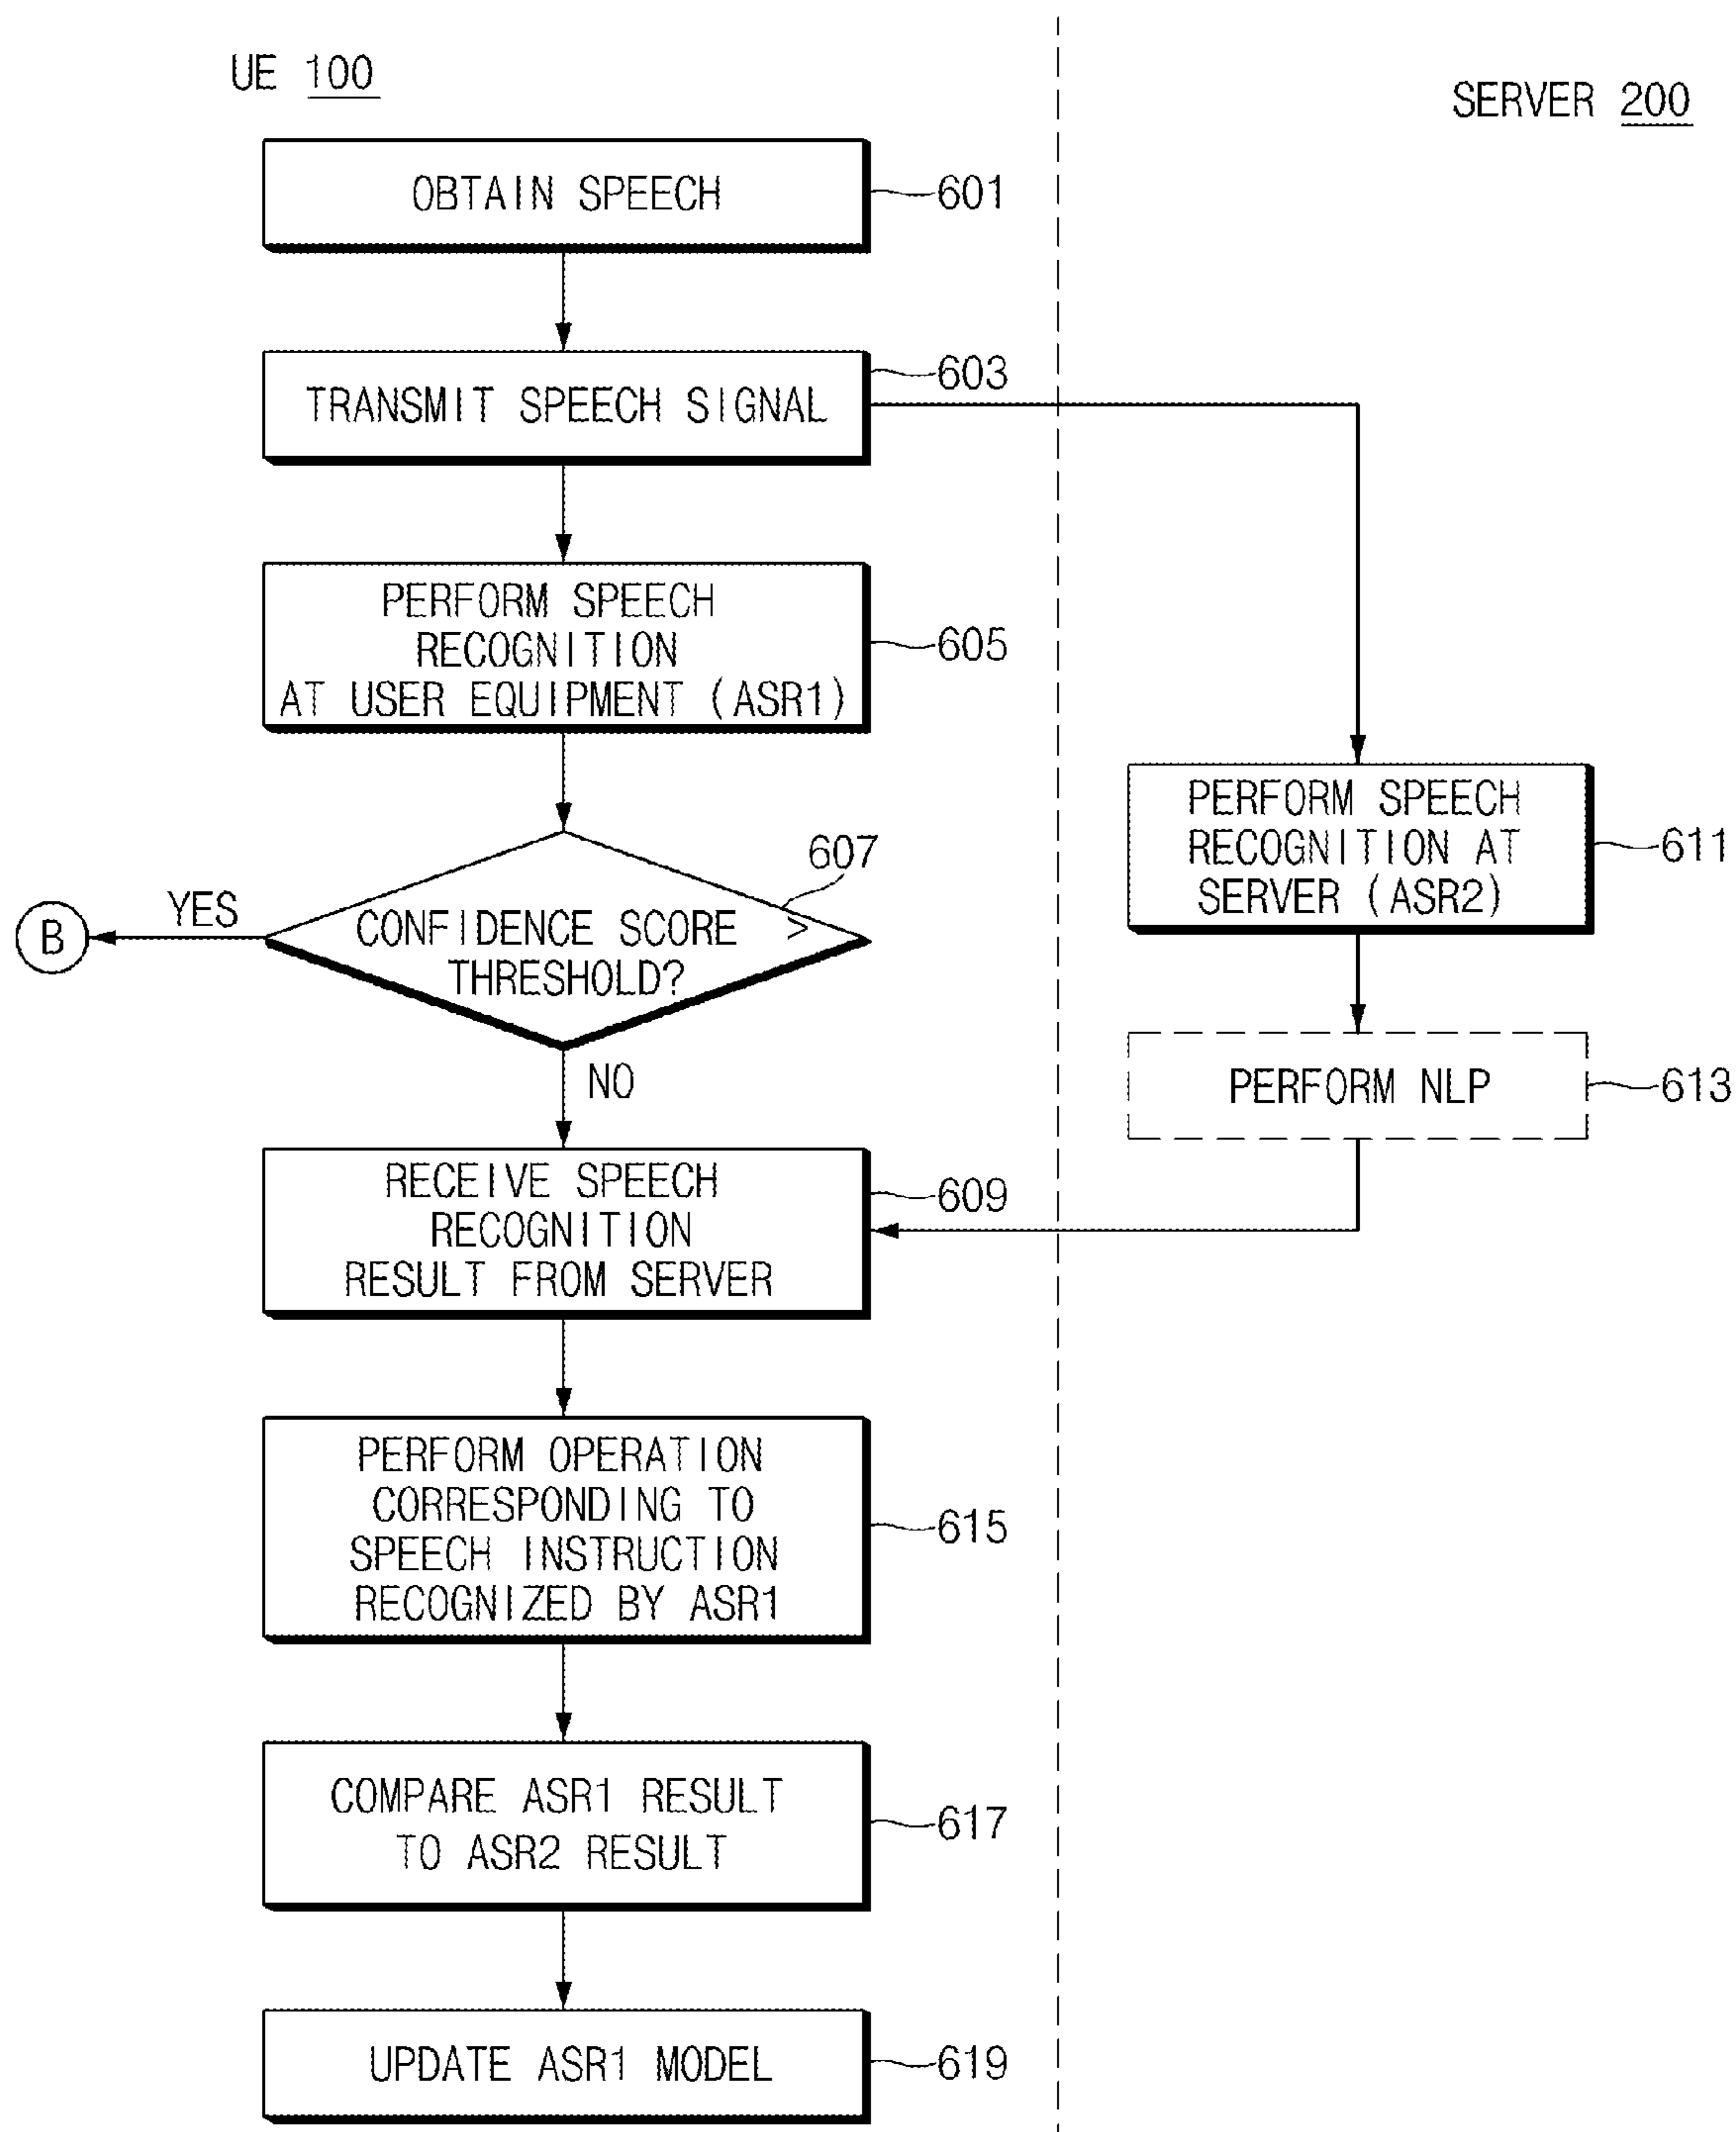 UE 100
SERVER 200
OBTAIN SPEECH
601
TRANSMIT SPEECH SIGNAL
603
PERFORM SPEECH
RECOGNITION
AT USER EQUIPMENT (ASR1)
605
607
CONFIDENCE SCORE >
THRESHOLD?
YES
B
NO
PERFORM SPEECH
RECOGNITION AT
SERVER (ASR2)
611
PERFORM NLP
613
RECEIVE SPEECH
RECOGNITION
RESULT FROM SERVER
609
PERFORM OPERATION
CORRESPONDING TO
SPEECH INSTRUCTION
RECOGNIZED BY ASR1
615
COMPARE ASR1 RESULT
TO ASR2 RESULT
617
UPDATE ASR1 MODEL
619